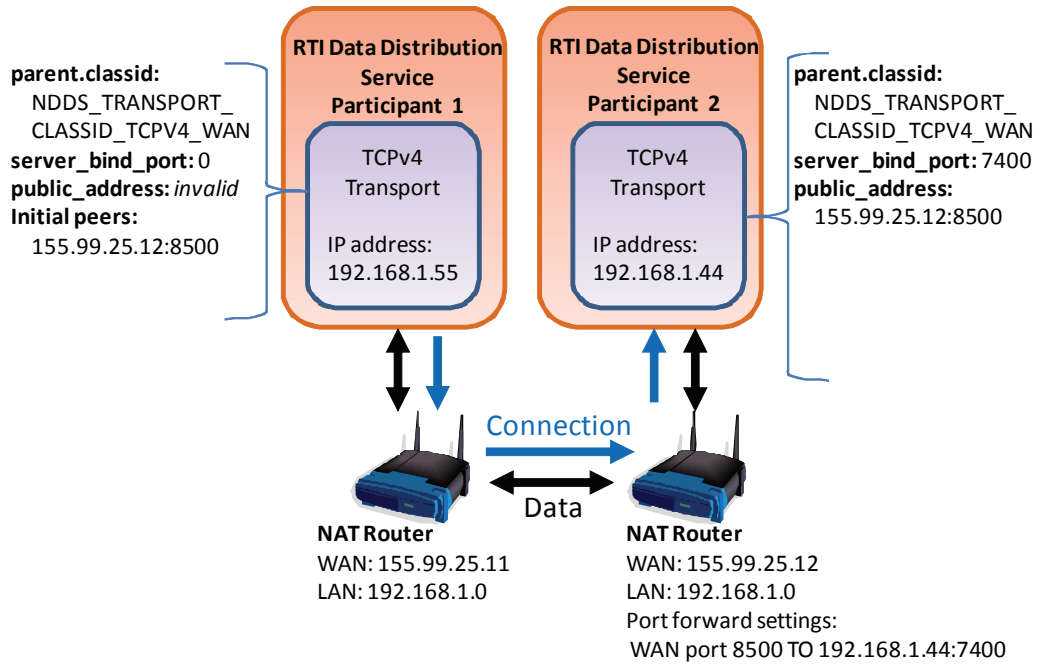 RTI Data Distribution
Service
Participant 1
RTI Data Distribution
Service
Participant 2
parent.classid:
NDDS_TRANSPORT_
CLASSID_TCPV4_WAN
server_bind_port: 0
public_address: invalid
Initial peers:
155.99.25.12:8500
TCPv4
Transport
IP address:
192.168.1.55
TCPv4
Transport
IP address:
192.168.1.44
parent.classid:
NDDS_TRANSPORT_
CLASSID_TCPV4_WAN
server_bind_port: 7400
public_address:
155.99.25.12:8500
Connection
Data
NAT Router
WAN: 155.99.25.11
LAN: 192.168.1.0
NAT Router
WAN: 155.99.25.12
LAN: 192.168.1.0
Port forward settings:
WAN port 8500 TO 192.168.1.44:7400